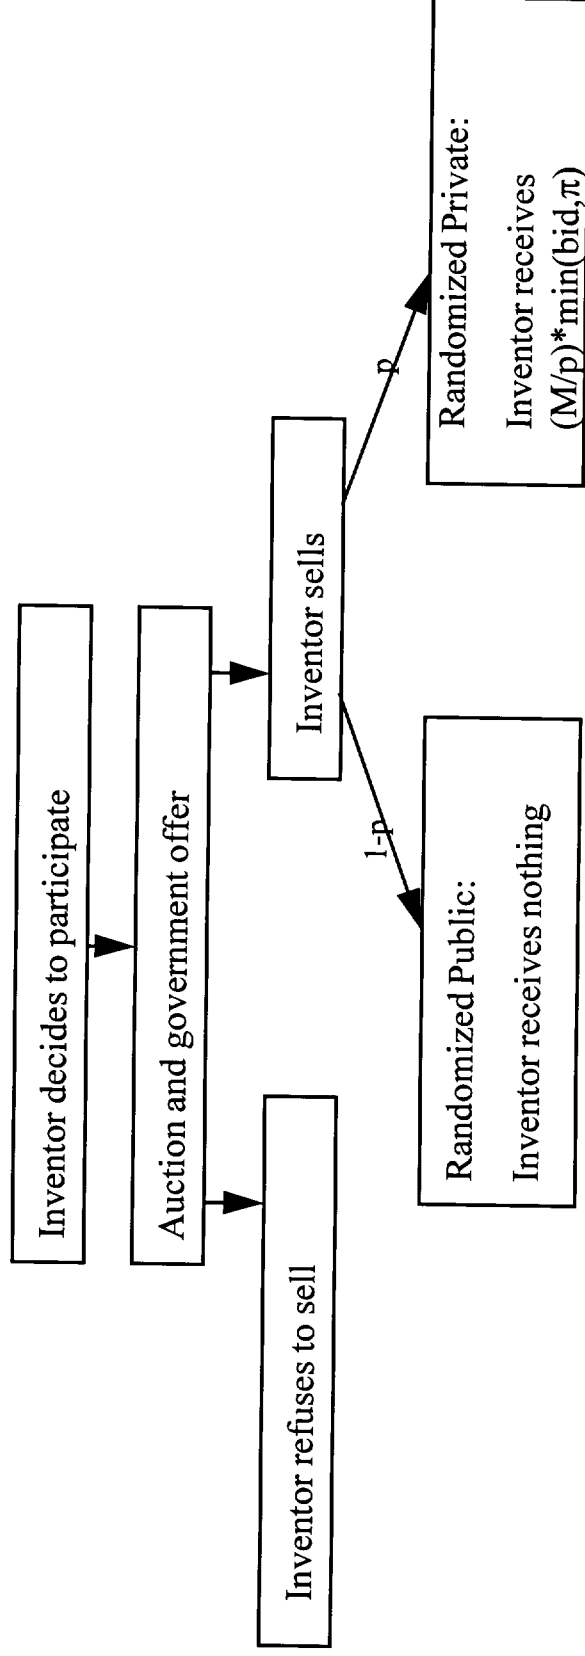 Inventor decides to participate
Auction and government offer
Inventor refuses to sell
Inventor sells
1-p
p
Randomized Public:
Inventor receives nothing
Randomized Private:
Inventor receives
(M/p)*min(bid,π)